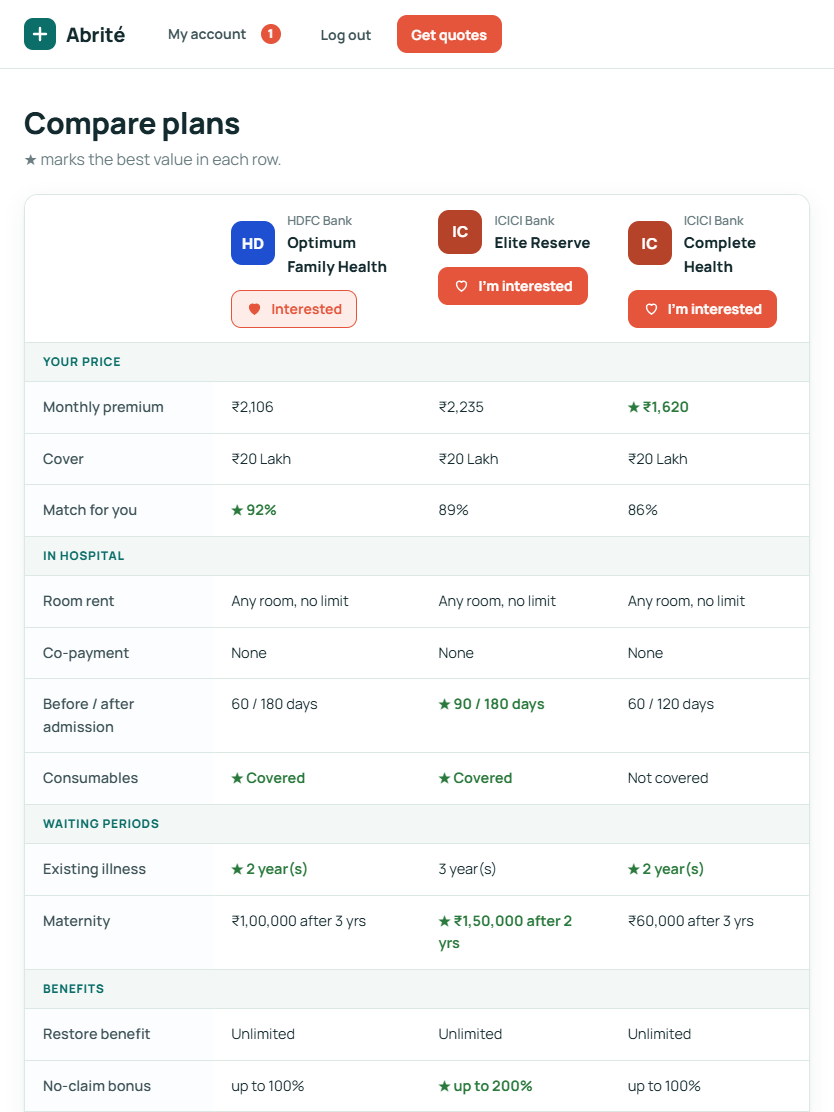 Abrité
My account 1 Log out Get quotes
Compare plans
★ marks the best value in each row.
HD HDFC Bank
Optimum
Family Health
Interested
IC ICICI Bank
Elite Reserve
I'm interested
IC ICICI Bank
Complete
Health
I'm interested
YOUR PRICE
Monthly premium ₹2,106 ₹2,235 ★ ₹1,620
Cover ₹20 Lakh ₹20 Lakh ₹20 Lakh
Match for you ★ 92% 89% 86%
IN HOSPITAL
Room rent Any room, no limit Any room, no limit Any room, no limit
Co-payment None None None
Before / after
admission 60 / 180 days ★ 90 / 180 days 60 / 120 days
Consumables ★ Covered ★ Covered Not covered
WAITING PERIODS
Existing illness ★ 2 year(s) 3 year(s) ★ 2 year(s)
Maternity ₹1,00,000 after 3 yrs ★ ₹1,50,000 after 2
yrs ₹60,000 after 3 yrs
BENEFITS
Restore benefit Unlimited Unlimited Unlimited
No-claim bonus up to 100% ★ up to 200% up to 100%